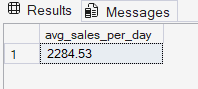 Results Messages
avg_sales_per_day
1 2284.53